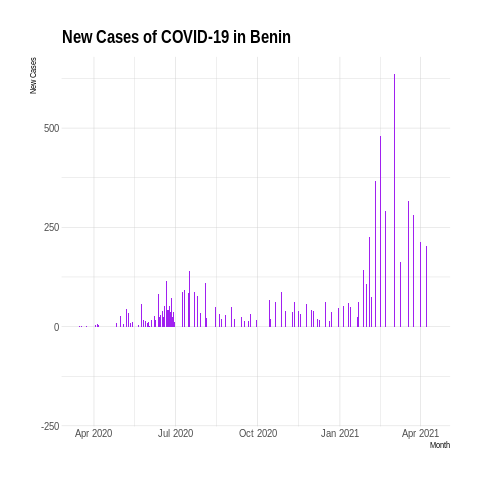 New Cases of COVID-19 in Benin
New Cases
500
250
0
-250
Apr 2020 Jul 2020 Oct 2020 Jan 2021 Apr 2021
Month